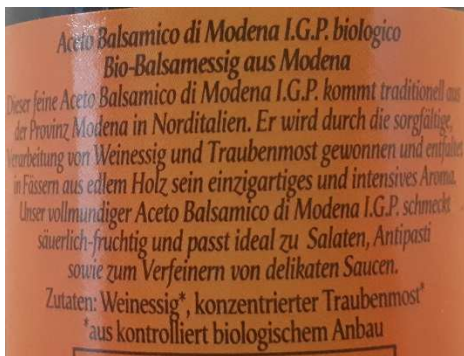 Aceto Balsamico di Modena I.G.P. biologico
Bio-Balsamessig aus Modena
Dieser feine Aceto Balsamico di Modena I.G.P. kommt traditionell aus
der Provinz Modena in Norditalien. Er wird durch die sorgfältige
Verarbeitung von Weinessig und Traubenmost gewonnen und entfaltet
in Fässern aus edlem Holz sein einzigartiges und intensives Aroma.
Unser vollmundiger Aceto Balsamico di Modena I.G.P. schmeckt
säuerlich-fruchtig und passt ideal zu Salaten, Antipasti
sowie zum Verfeinern von delikaten Saucen.
Zutaten: Weinessig*, konzentrierter Traubenmost*
*aus kontrolliert biologischem Anbau